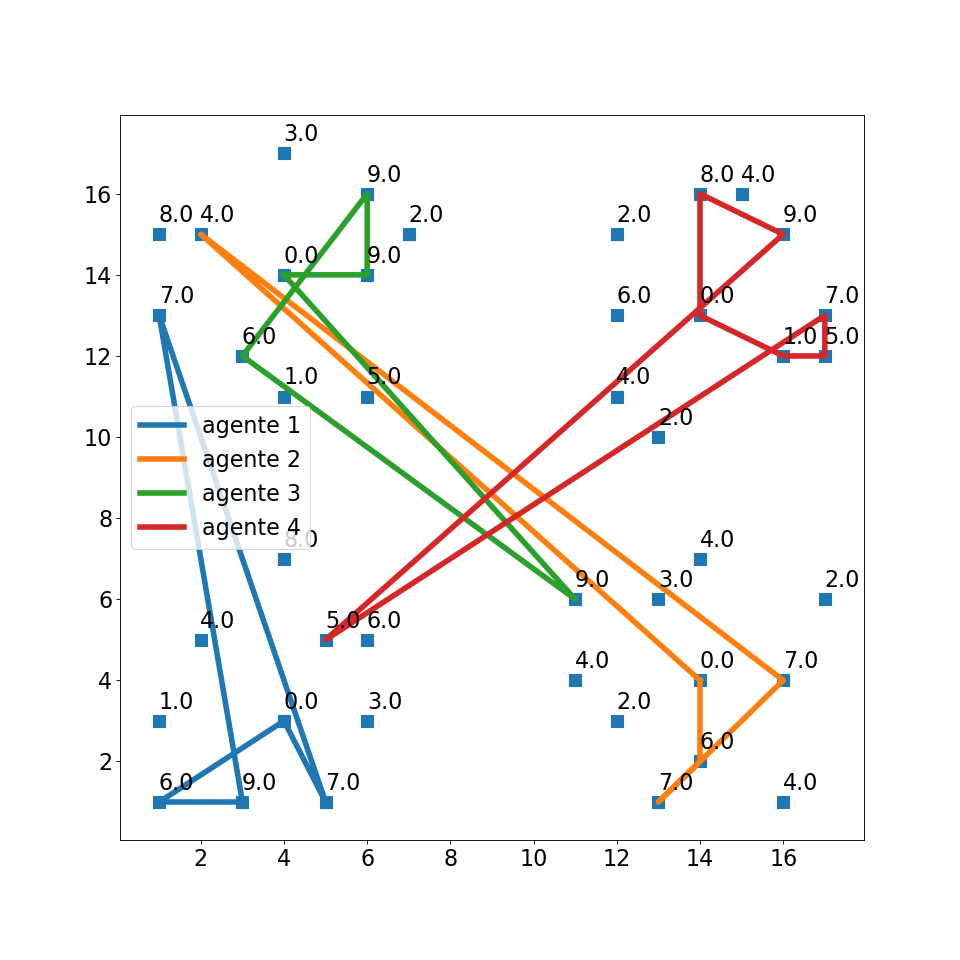 3.0
9.0 8.0 4.0
8.0 4.0 2.0 2.0 9.0
0.0 9.0
7.0 6.0 0.0 7.0
6.0 1.0 5.0
1.0 5.0 4.0
2.0
agente 1
agente 2
agente 3
agente 4
8.0 4.0
9.0 3.0 2.0
4.0 5.0 6.0
4.0 0.0 7.0
1.0 0.0 3.0 2.0
6.0
6.0 9.0 7.0 7.0 4.0
16
14
12
10
8
6
4
2
2 4 6 8 10 12 14 16